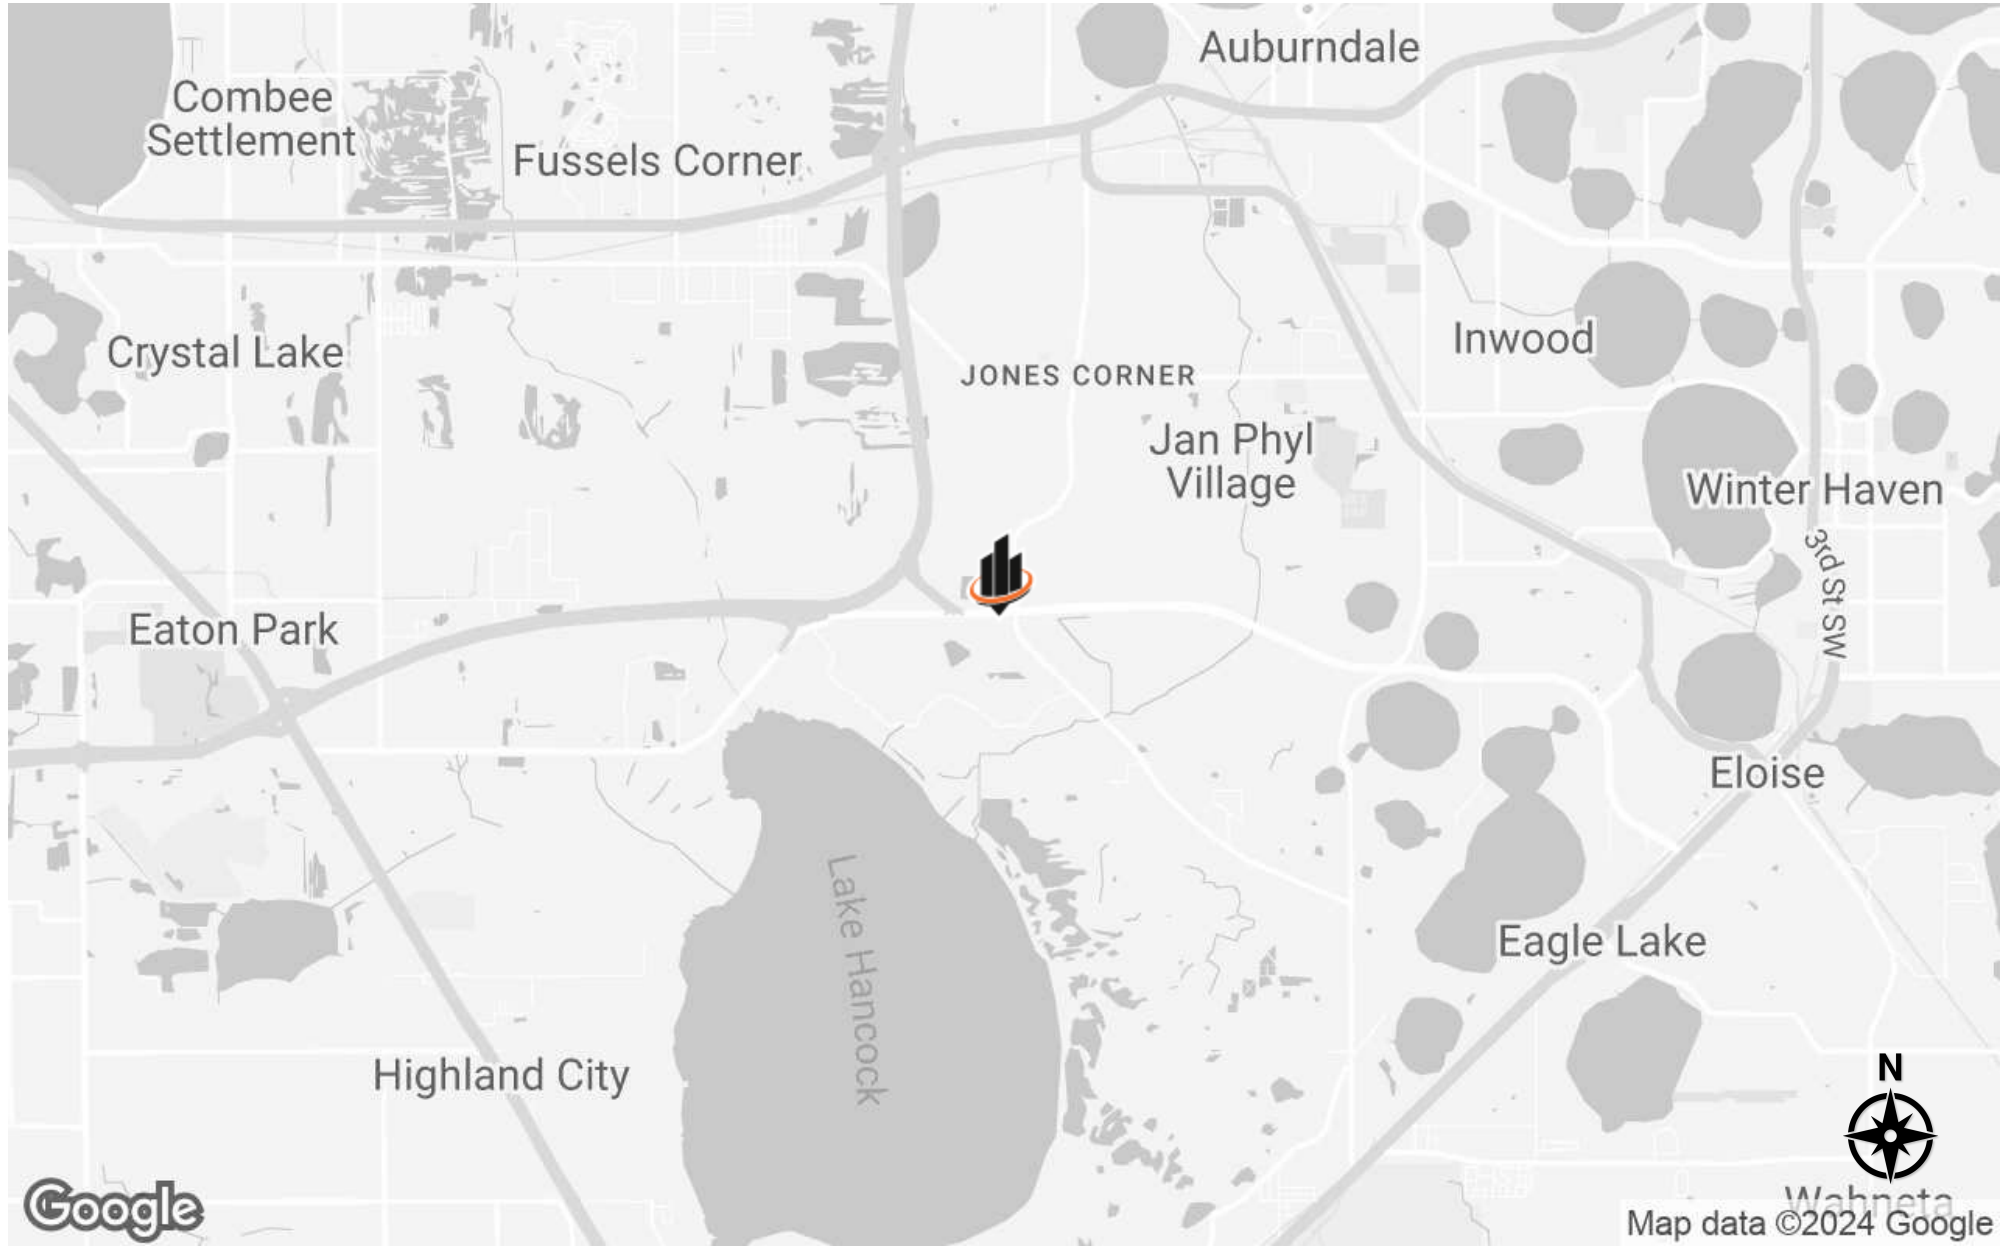 Auburndale
Combee
Settlement
Fussels Corner
Crystal Lake
Inwood
JONES CORNER
Jan Phyl
Village
Winter Haven
3rd St SW
Eaton Park
Eloise
Lake Hancock
Eagle Lake
Highland City
N
Wahneta
Google
Map data ©2024 Google